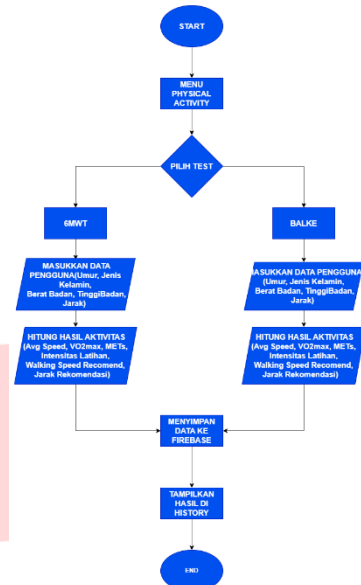 START
MENU
PHYSICAL
ACTIVITY
PILIH TEST
6MWT
BALKE
MASUKKAN DATA
PENGGUNA(Umur, Jenis
Kelamin,
Berat Badan, TinggiBadan,
Jarak)
MASUKKAN DATA PENGGUNA
(Umur, Jenis Kelamin,
Berat Badan, TinggiBadan,
Jarak)
HITUNG HASIL AKTIVITAS
(Avg Speed, VO2max, METs,
Intensitas Latihan,
Walking Speed Recomend,
Jarak Rekomendasi)
HITUNG HASIL AKTIVITAS
(Avg Speed, VO2max, METs,
Intensitas Latihan,
Walking Speed Recomend,
Jarak Rekomendasi)
MENYIMPAN
DATA KE
FIREBASE
TAMPILKAN
HASIL DI
HISTORY
END